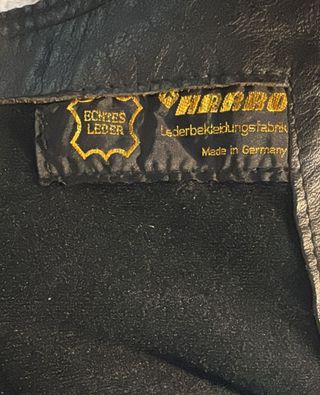 ECHTES
LEDER
HARRO
Lederbekleidungsfabrik
Made in Germany